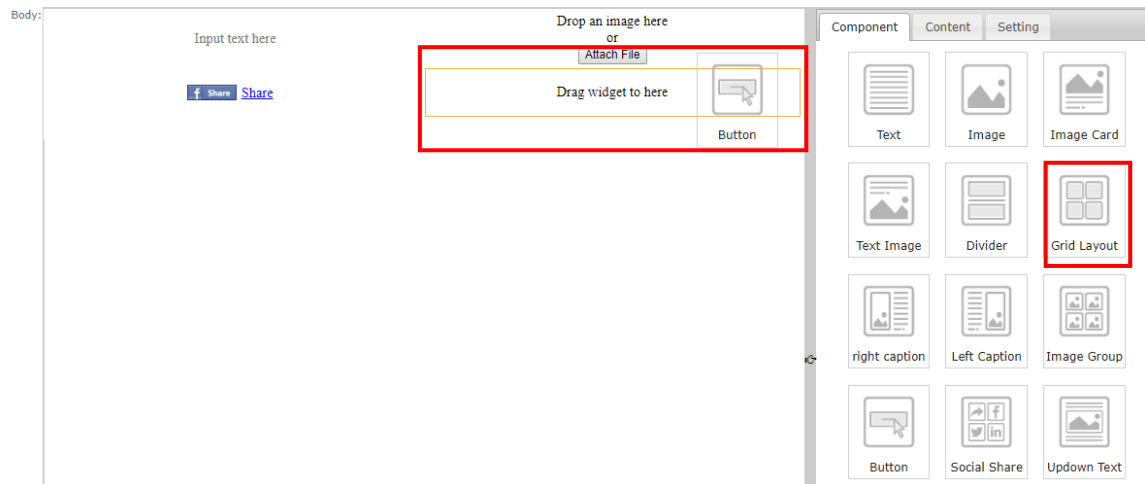 Body:
Input text here
f Share Share
Drop an image here
or
Attach File
Drag widget to here
Button
Component Content Setting
Text Image Image Card
Text Image Divider Grid Layout
right caption Left Caption Image Group
Button Social Share Updown Text